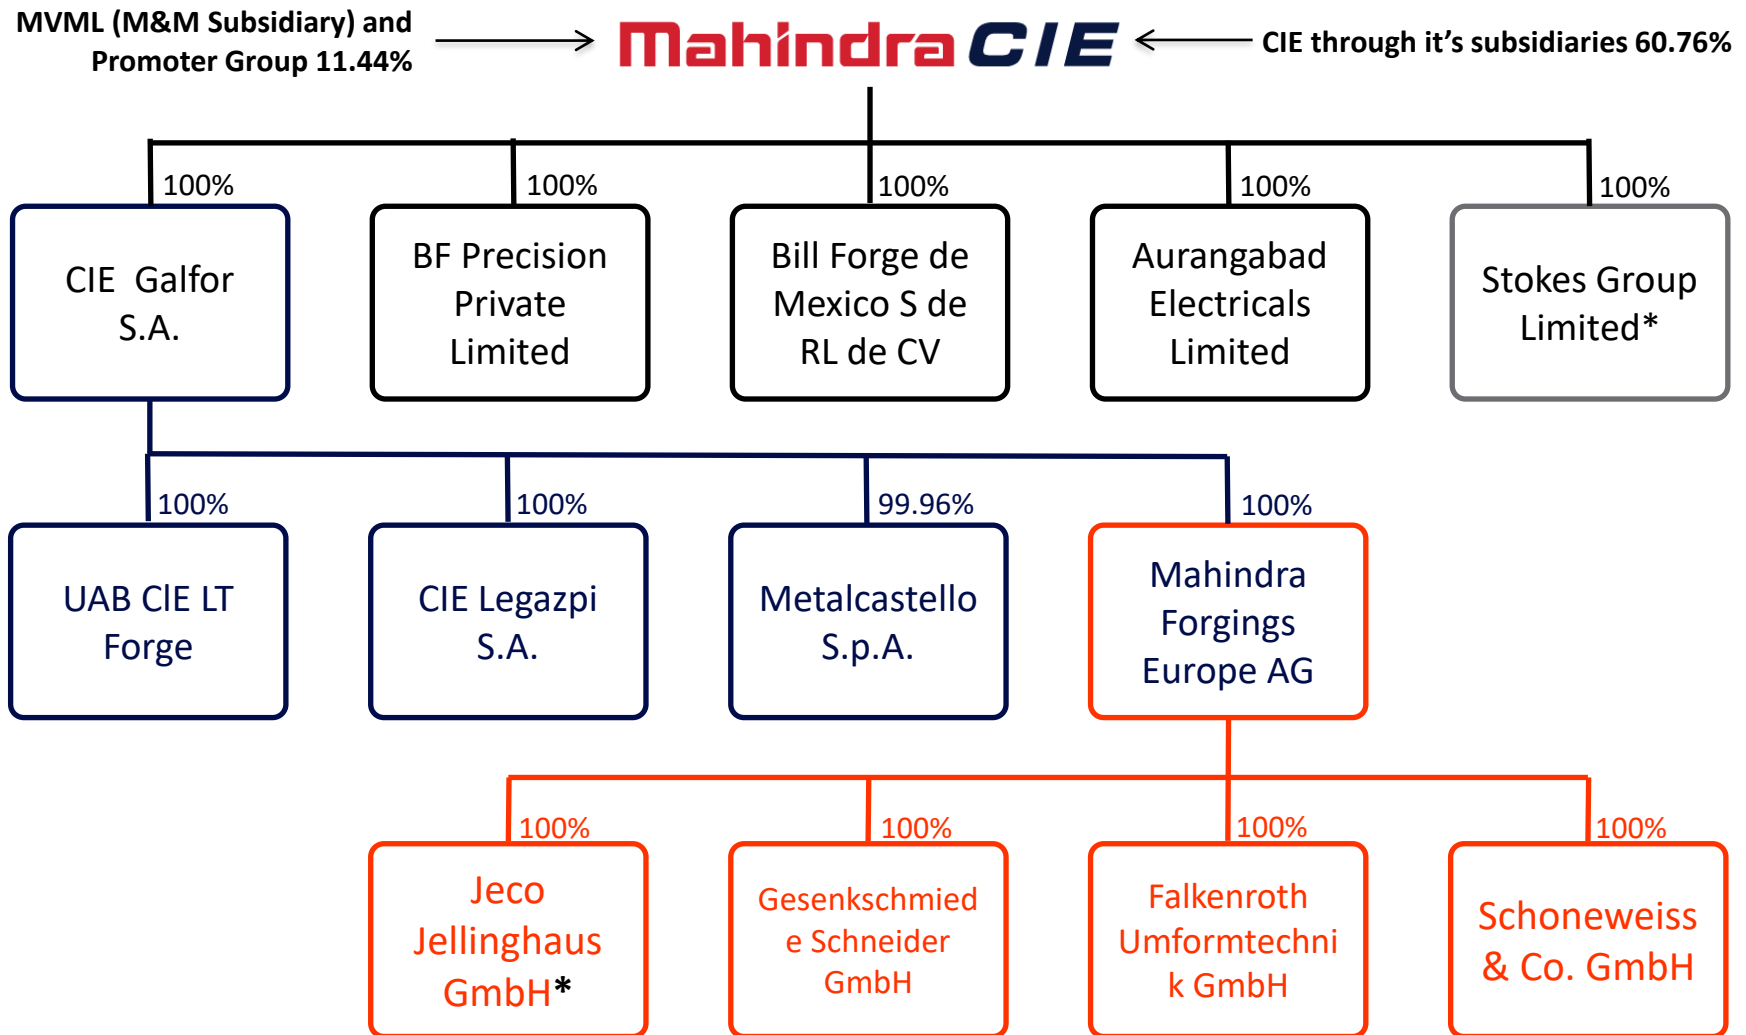 MVML (M&M Subsidiary) and
Promoter Group 11.44%
Mahindra CIE
CIE through it's subsidiaries 60.76%
100%
100%
100%
100%
100%
CIE Galfor
S.A.
BF Precision
Private
Limited
Bill Forge de
Mexico S de
RL de CV
Aurangabad
Electricals
Limited
Stokes Group
Limited*
100%
100%
99.96%
100%
UAB CIE LT
Forge
CIE Legazpi
S.A.
Metalcastello
S.p.A.
Mahindra
Forgings
Europe AG
100%
100%
100%
100%
Jeco
Jellinghaus
GmbH*
Gesenkschmied
e Schneider
GmbH
Falkenroth
Umformtechni
k GmbH
Schoneweiss
& Co. GmbH